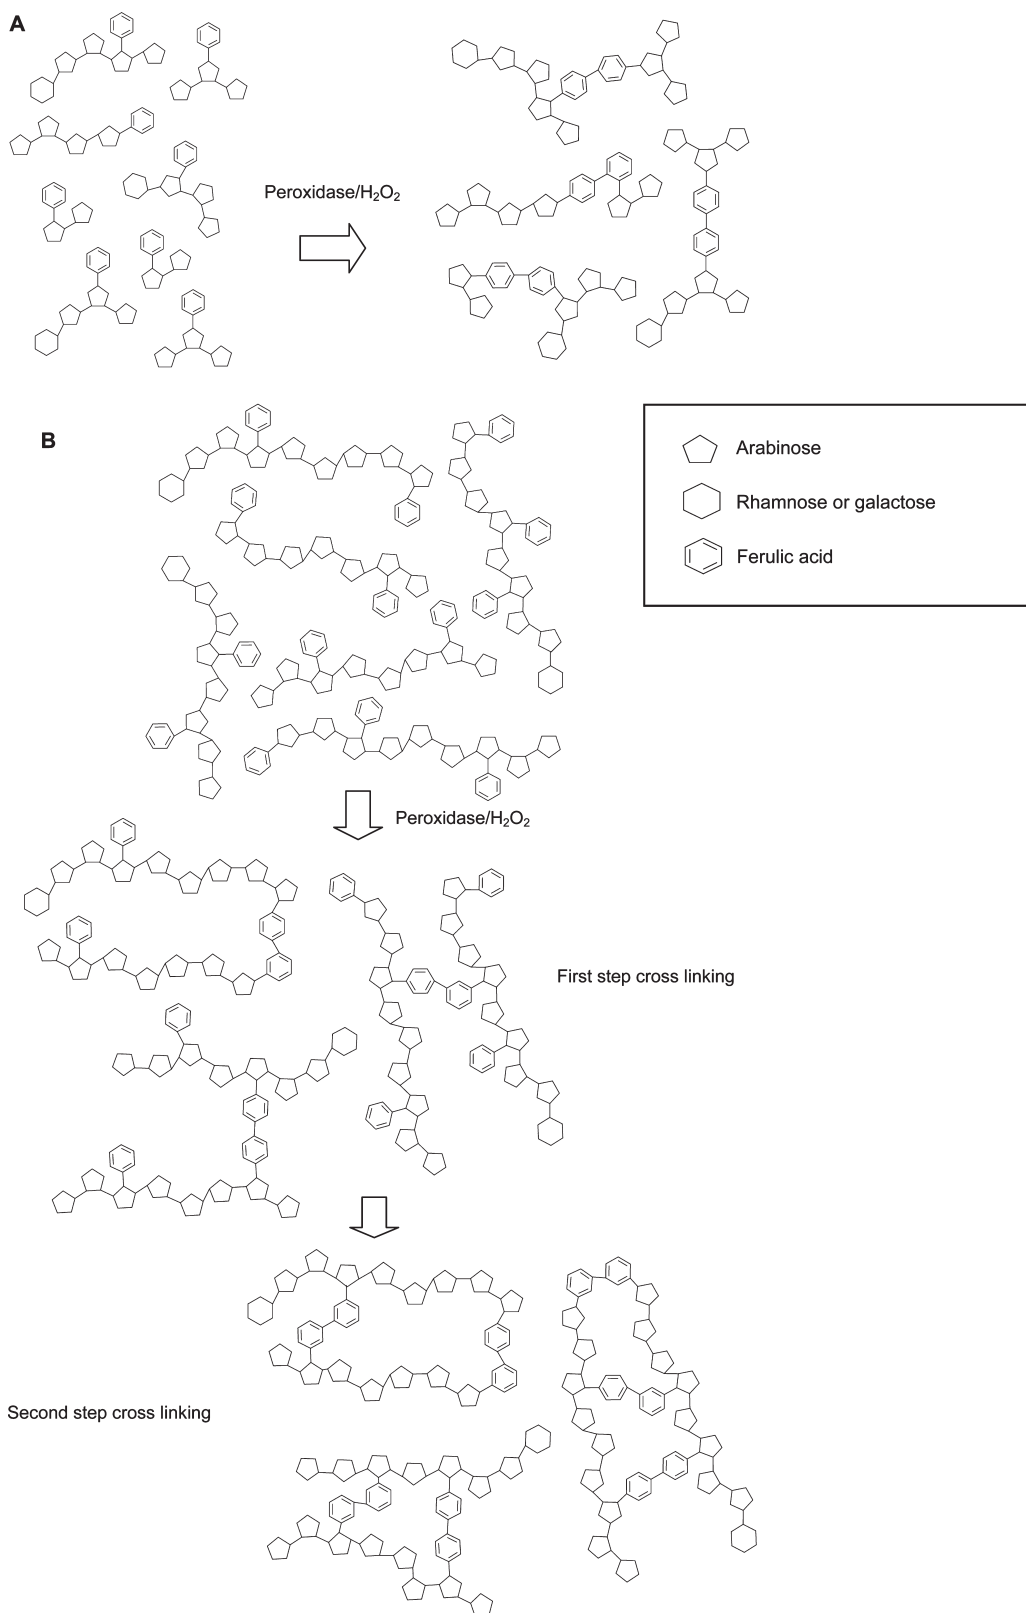 A
Peroxidase/H₂O₂
B
Arabinose
Rhamnose or galactose
Ferulic acid
Peroxidase/H₂O₂
First step cross linking
Second step cross linking